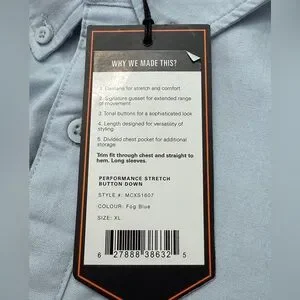 WHY WE MADE THIS?
1. Elastane for stretch and comfort
2. Signature gusset for extended range
of movement
3. Tonal buttons for a sophisticated look
4. Length designed for versatility of
styling
5. Divided chest pocket for additional
storage
Trim fit through chest and straight to
hem. Long sleeves.
PERFORMANCE STRETCH
BUTTON DOWN
STYLE #: MCXS1607
COLOUR: Fog Blue
SIZE: XL
6 27888 38632 5